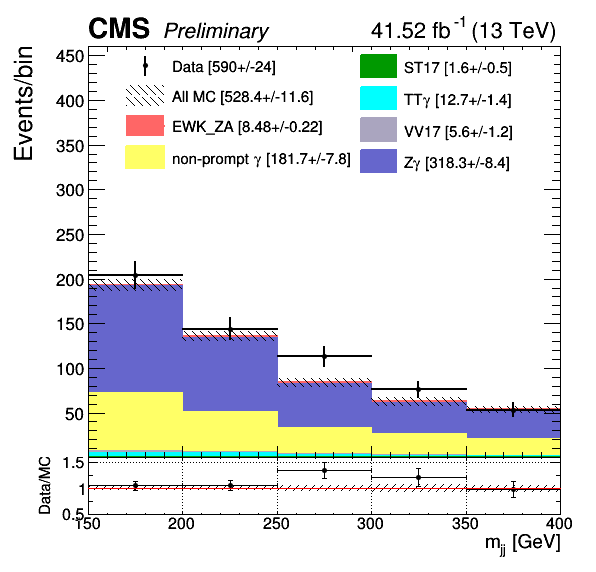 CMS Preliminary 41.52 fb⁻¹ (13 TeV)
Events/bin
450
400
350
300
250
200
150
100
50
Data [590+/-24]
All MC [528.4+/-11.6]
EWK_ZA [8.48+/-0.22]
non-prompt γ [181.7+/-7.8]
ST17 [1.6+/-0.5]
TTγ [12.7+/-1.4]
VV17 [5.6+/-1.2]
Zγ [318.3+/-8.4]
Data/MC
1.5
1
0.5
150 200 250 300 350 400
m_jj [GeV]